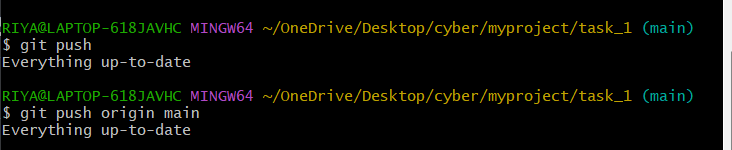 RIYA@LAPTOP-618JAVHC MINGW64 ~/OneDrive/Desktop/cyber/myproject/task_1 (main)
$ git push
Everything up-to-date
RIYA@LAPTOP-618JAVHC MINGW64 ~/OneDrive/Desktop/cyber/myproject/task_1 (main)
$ git push origin main
Everything up-to-date